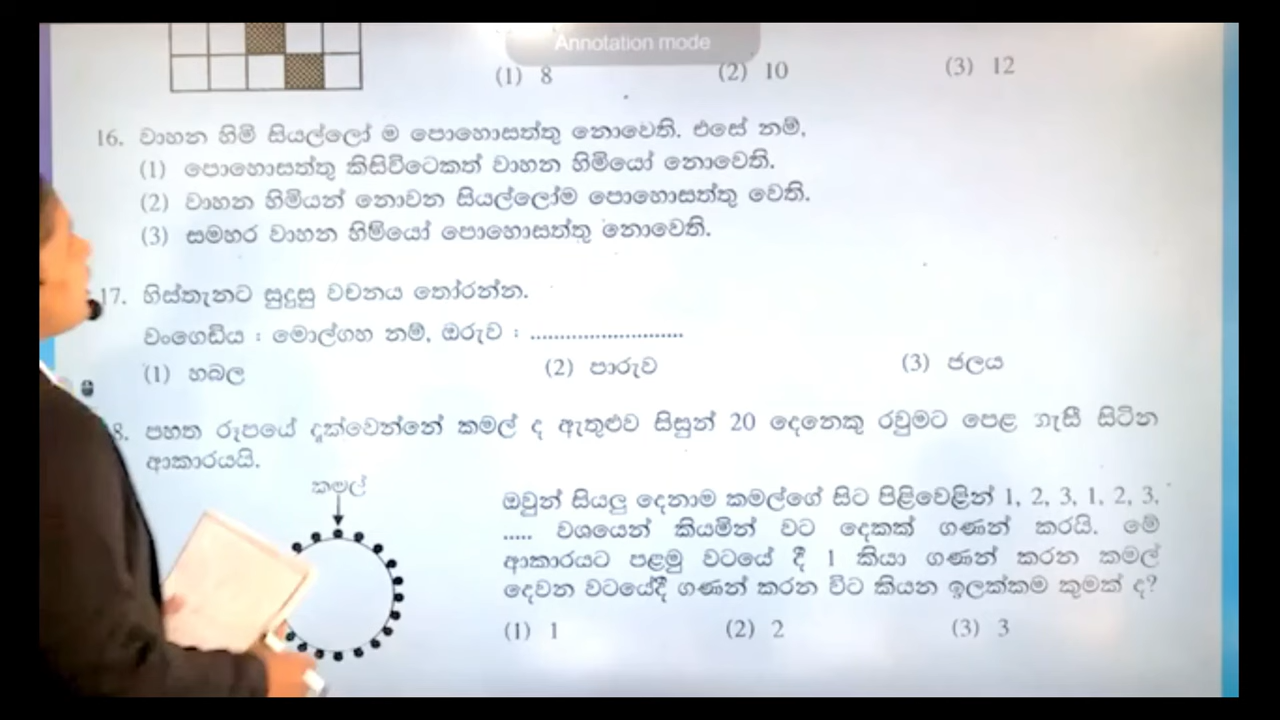 Annotation mode
(1) 8 (2) 10 (3) 12
16. වාහන හිමි සියල්ලෝ ම පොහොසත්තු නොවෙති. එසේ නම්,
(1) පොහොසත්තු කිසිවිටෙකත් වාහන හිමියෝ නොවෙති.
(2) වාහන හිමියන් නොවන සියල්ලෝම පොහොසත්තු වෙති.
(3) සමහර වාහන හිමියෝ පොහොසත්තු නොවෙති.
17. හිස්තැනට සුදුසු වචනය තෝරන්න.
වංගෙඩිය : මොල්ගහ නම්, ඔරුව : ..........................
(1) හබල (2) පාරුව (3) ජලය
8. පහත රූපයේ දැක්වෙන්නේ කමල් ද ඇතුළුව සිසුන් 20 දෙනෙකු රවුමට පෙළ ගැසී සිටින
ආකාරයයි.
කමල්
ඔවුන් සියලු දෙනාම කමල්ගේ සිට පිළිවෙළින් 1, 2, 3, 1, 2, 3,
..... වශයෙන් කියමින් වට දෙකක් ගණන් කරයි. මේ
ආකාරයට පළමු වටයේ දී 1 කියා ගණන් කරන කමල්
දෙවන වටයේදී ගණන් කරන විට කියන ඉලක්කම කුමක් ද?
(1) 1 (2) 2 (3) 3